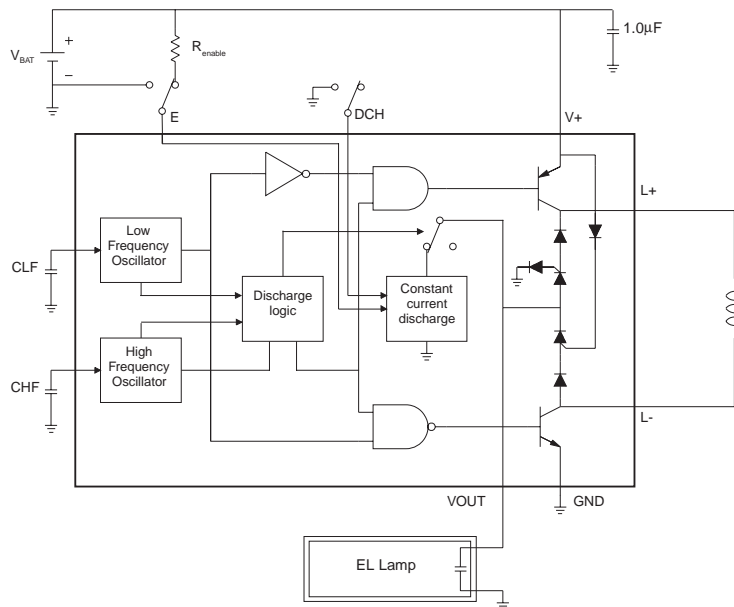 1.0µF
+
V_BAT
–
R_enable
E
DCH
V+
L+
Low
Frequency
Oscillator
CLF
Discharge
logic
Constant
current
discharge
High
Frequency
Oscillator
CHF
L-
VOUT
GND
EL Lamp